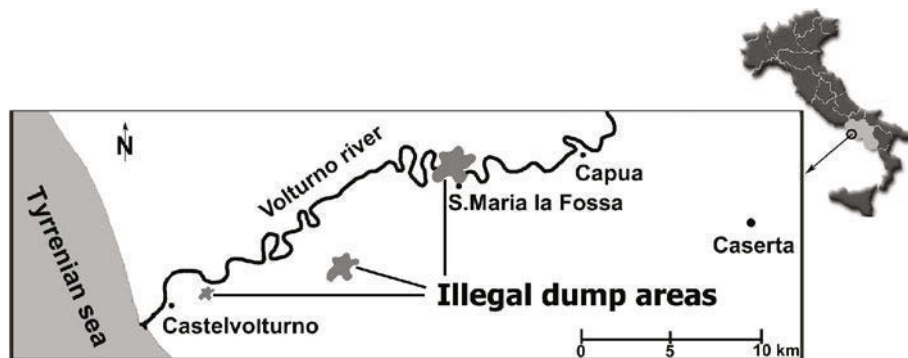 N
Tyrrenian sea
Volturno river
Capua
S.Maria la Fossa
Caserta
Illegal dump areas
Castelvolturno
0 5 10 km